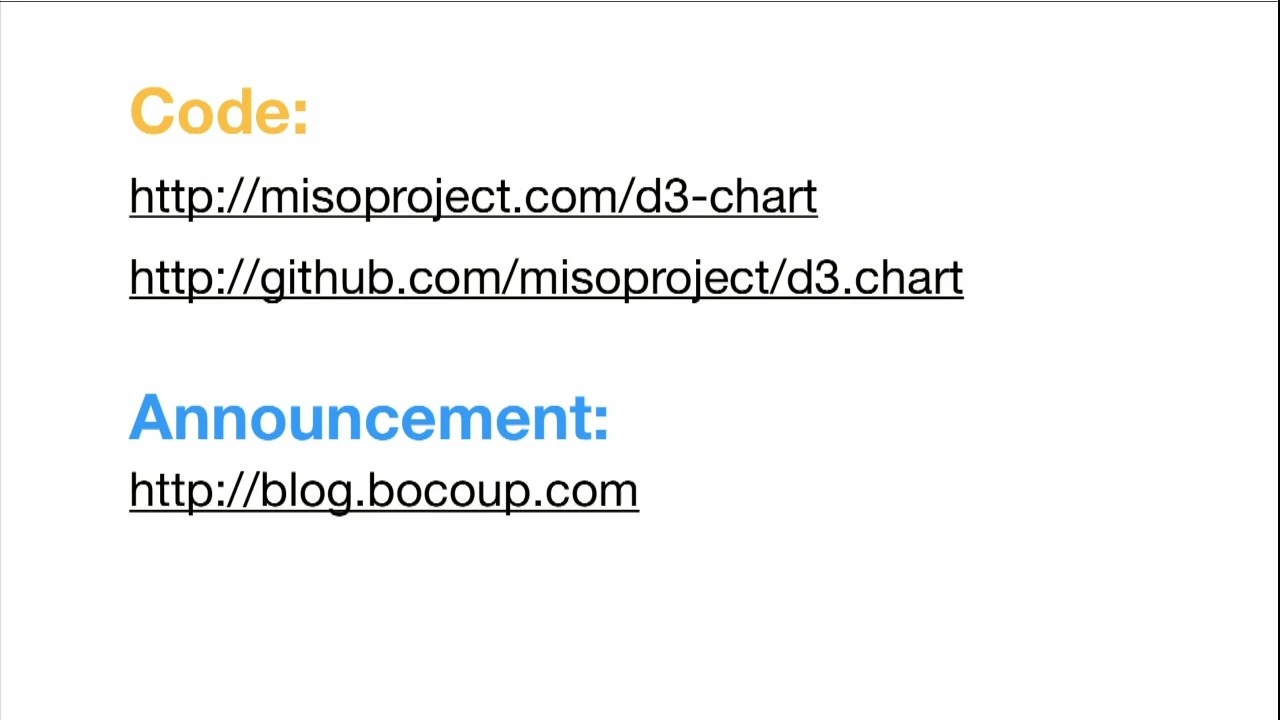 Code:
http://misoproject.com/d3-chart
http://github.com/misoproject/d3.chart
Announcement:
http://blog.bocoup.com